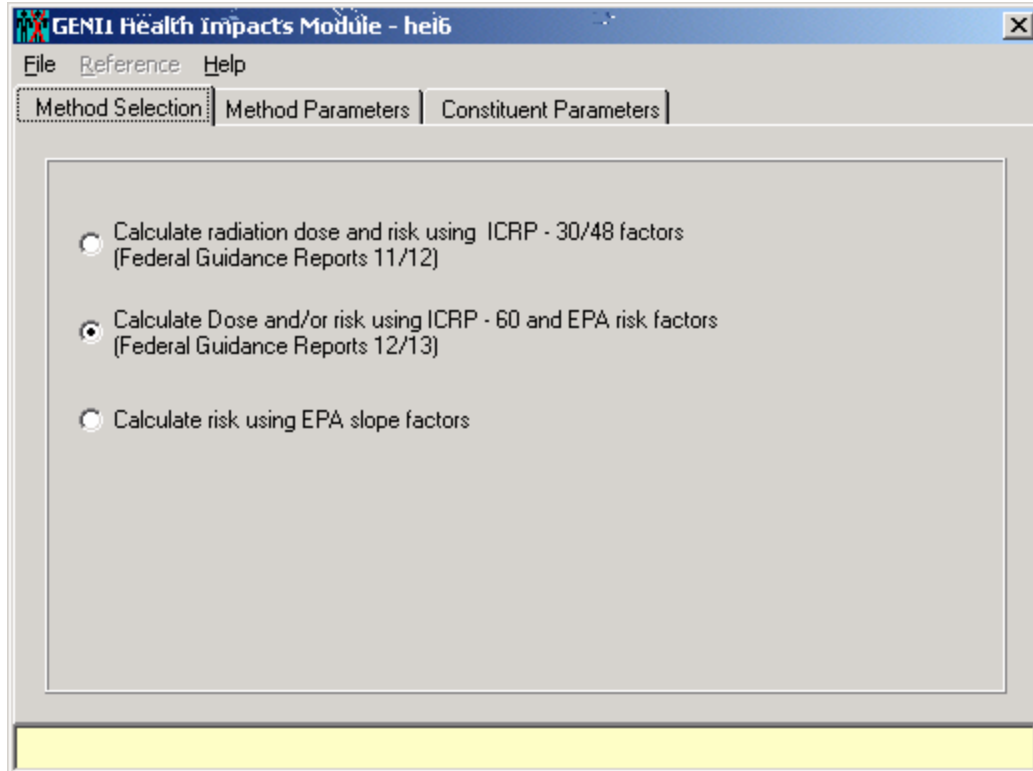 GENII Health Impacts Module - hei6
File Reference Help
Method Selection Method Parameters Constituent Parameters
Calculate radiation dose and risk using ICRP - 30/48 factors
(Federal Guidance Reports 11/12)
Calculate Dose and/or risk using ICRP - 60 and EPA risk factors
(Federal Guidance Reports 12/13)
Calculate risk using EPA slope factors